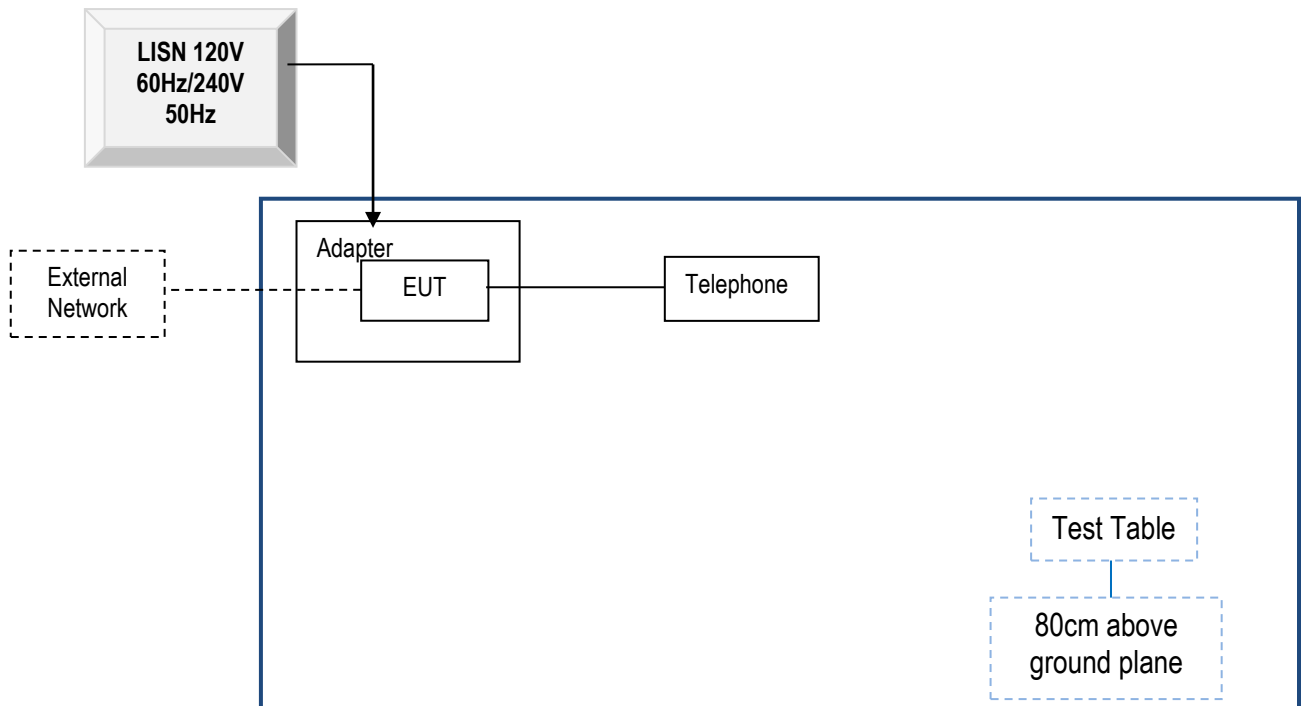 LISN 120V
60Hz/240V
50Hz
Adapter
External
Network
EUT
Telephone
Test Table
80cm above
ground plane